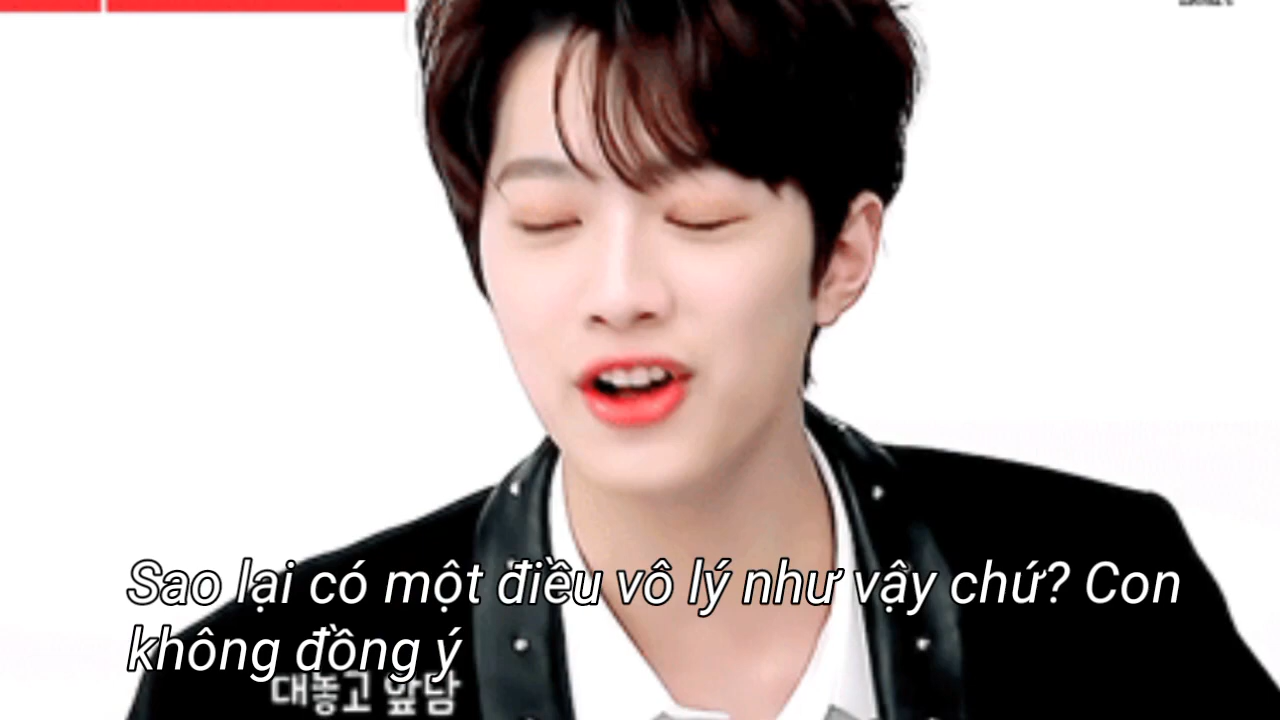 Sao lại có một điều vô lý như vậy chứ? Con
không đồng ý
대놓고 앞담